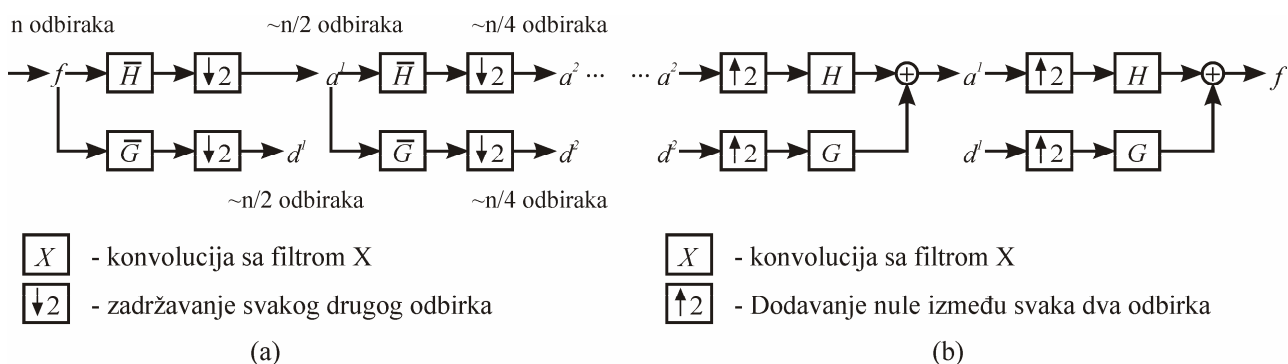 n odbiraka ~n/2 odbiraka ~n/4 odbiraka
f H̅ ↓2 a¹ H̅ ↓2 a² ··· ··· a² ↑2 H + a¹ ↑2 H + f
G̅ ↓2 d¹ G̅ ↓2 d² d² ↑2 G d¹ ↑2 G
~n/2 odbiraka ~n/4 odbiraka
X - konvolucija sa filtrom X X - konvolucija sa filtrom X
↓2 - zadržavanje svakog drugog odbirka ↑2 - Dodavanje nule između svaka dva odbirka
(a) (b)